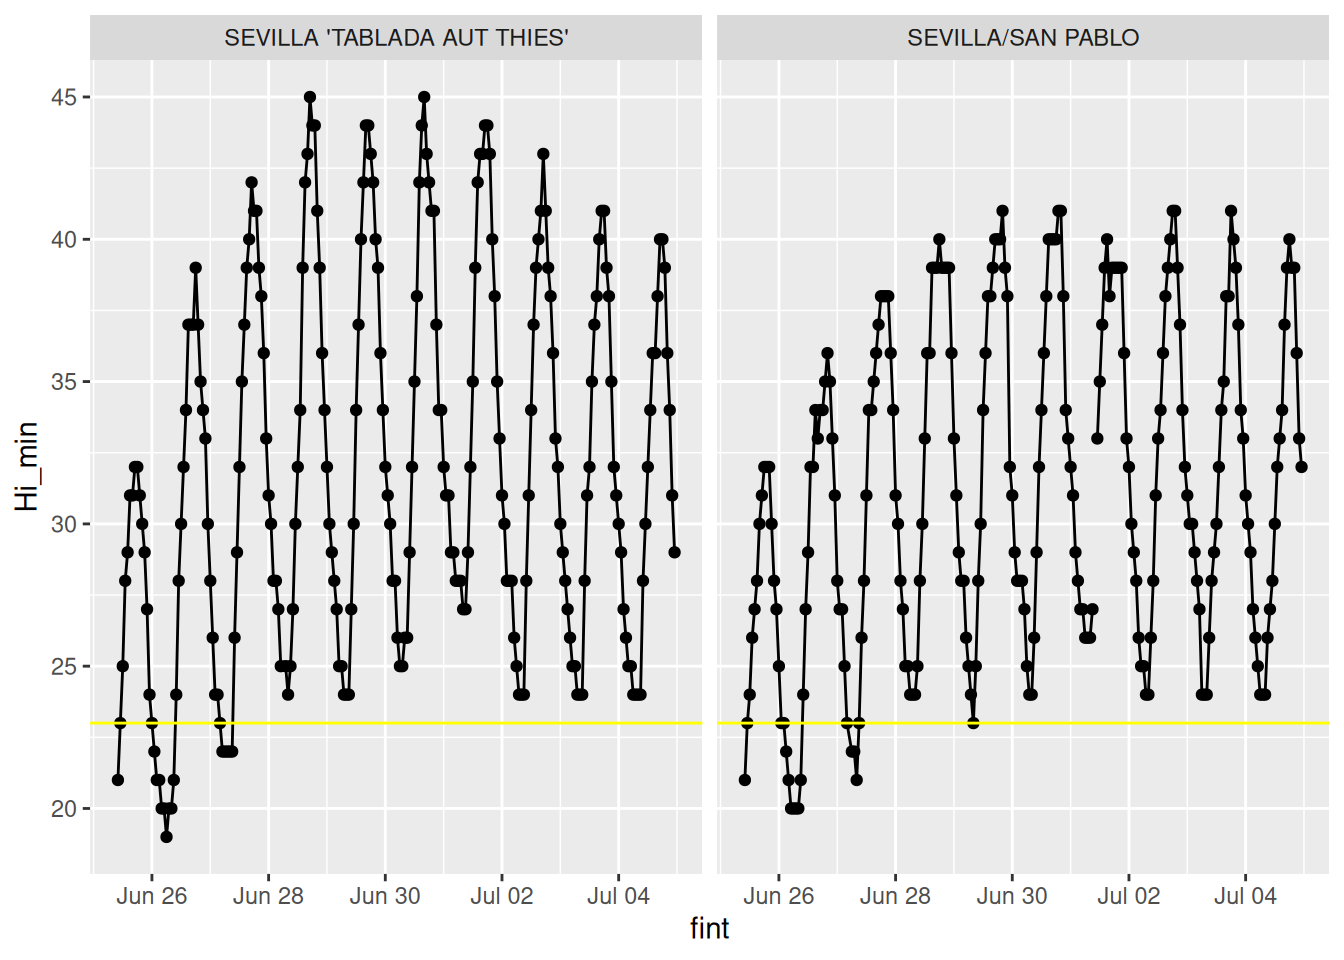 SEVILLA 'TABLADA AUT THIES'
SEVILLA/SAN PABLO
45
40
35
30
25
20
Hi_min
Jun 26 Jun 28 Jun 30 Jul 02 Jul 04
Jun 26 Jun 28 Jun 30 Jul 02 Jul 04
fint